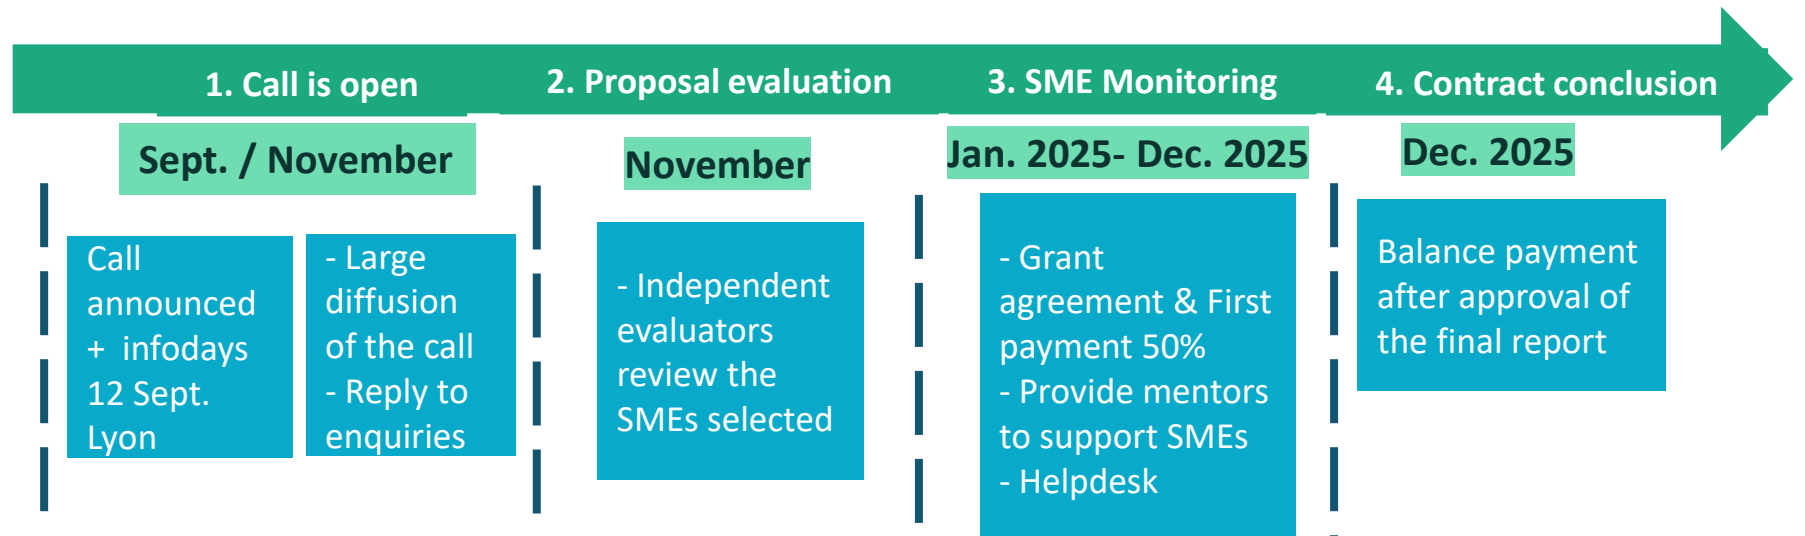 1. Call is open
2. Proposal evaluation
3. SME Monitoring
4. Contract conclusion
Sept. / November
November
Jan. 2025- Dec. 2025
Dec. 2025
Call
announced
+ infodays
12 Sept.
Lyon
- Large
diffusion
of the call
- Reply to
enquiries
- Independent
evaluators
review the
SMEs selected
- Grant
agreement & First
payment 50%
- Provide mentors
to support SMEs
- Helpdesk
Balance payment
after approval of
the final report